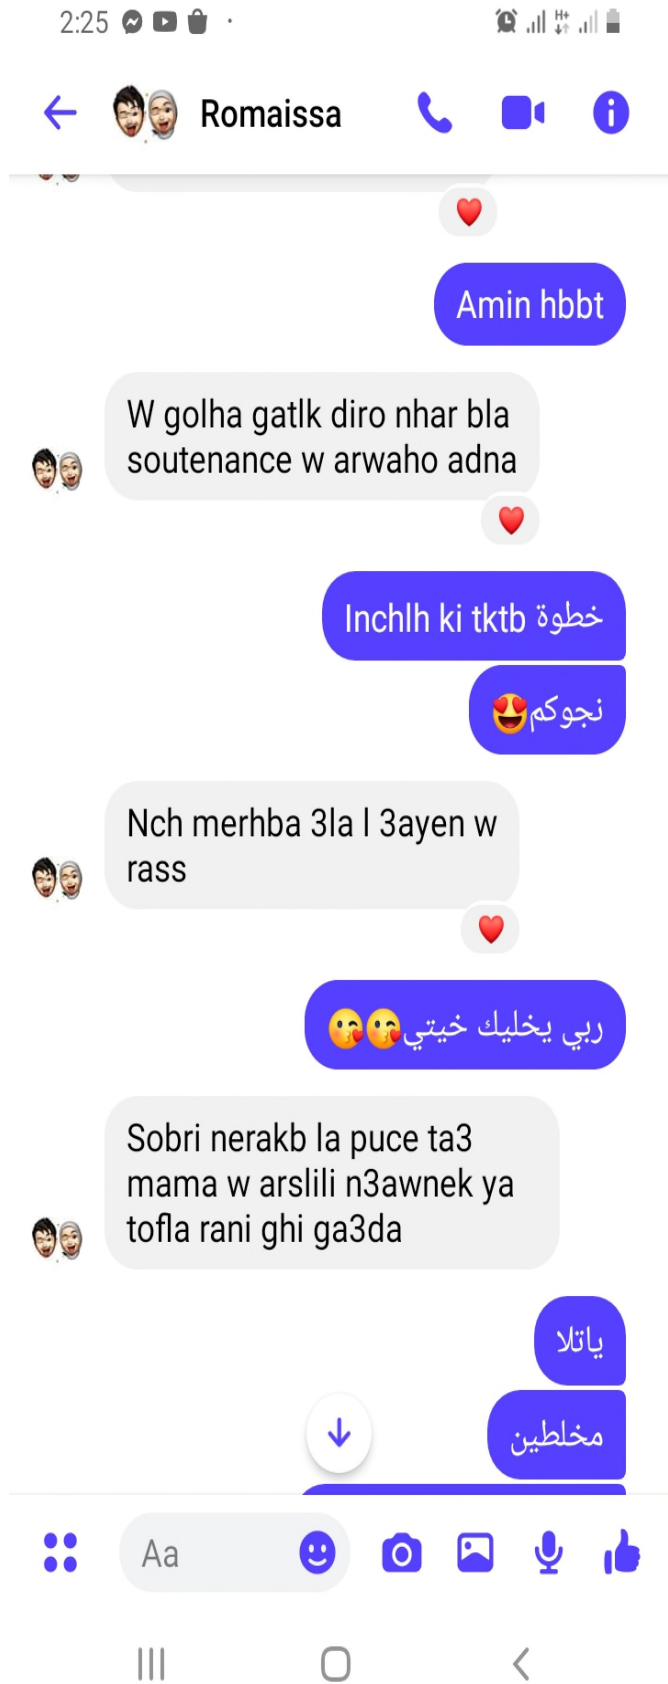 2:25
H+
Romaissa
Amin hbbt
W golha gatlk diro nhar bla
soutenance w arwaho adna
Inchlh ki tktb خطوة
نجوكم😍
Nch merhba 3la l 3ayen w
rass
ربي يخليك خيتي😘😘
Sobri nerakb la puce ta3
mama w arslili n3awnek ya
tofla rani ghi ga3da
ياتلا
مخلطين
Aa